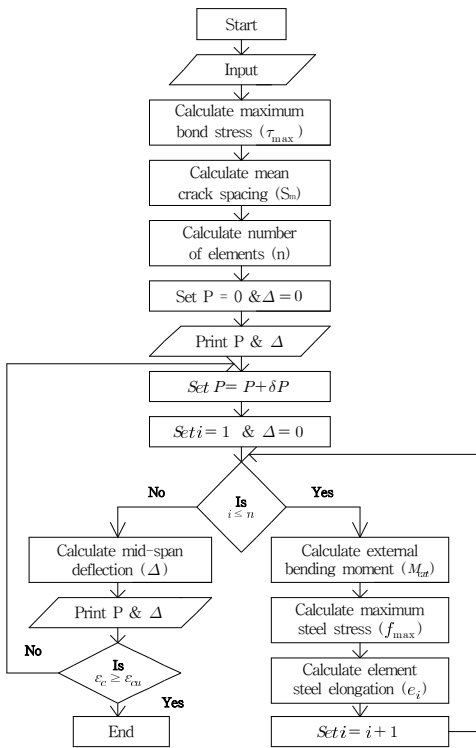 Start
Input
Calculate maximum
bond stress (τmax)
Calculate mean
crack spacing (Sm)
Calculate number
of elements (n)
Set P = 0 & Δ = 0
Print P & Δ
Set P = P + δP
Set i = 1 & Δ = 0
No
Is
i ≤ n
Yes
Calculate mid-span
deflection (Δ)
Print P & Δ
No
Is
εc ≥ εcu
Yes
End
Calculate external
bending moment (Mext)
Calculate maximum
steel stress (fmax)
Calculate element
steel elongation (ei)
Set i = i + 1